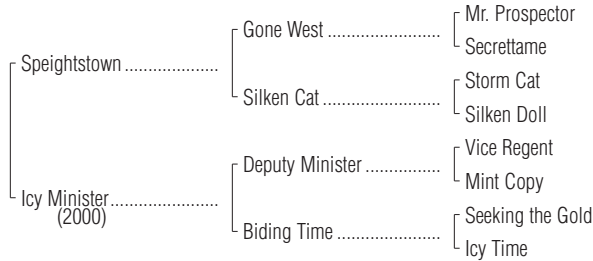 Mr. Prospector
Gone West ....................
Secrettame
Speightstown ..................
Storm Cat
Silken Cat .....................
Silken Doll
Vice Regent
Deputy Minister .............
Mint Copy
Icy Minister .....................
(2000)
Seeking the Gold
Biding Time ...................
Icy Time